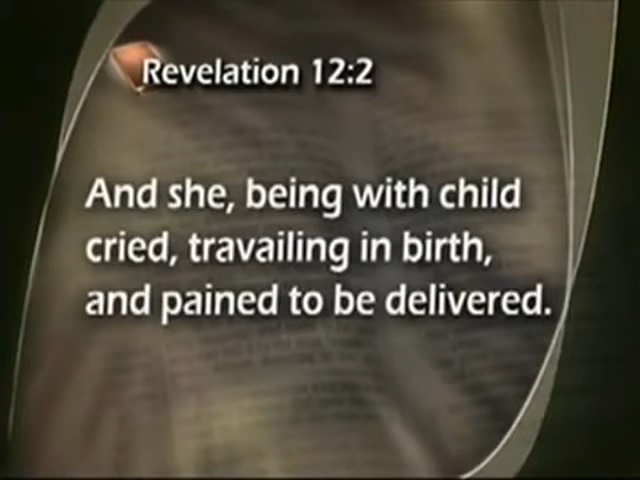 Revelation 12:2
And she, being with child
cried, travailing in birth,
and pained to be delivered.